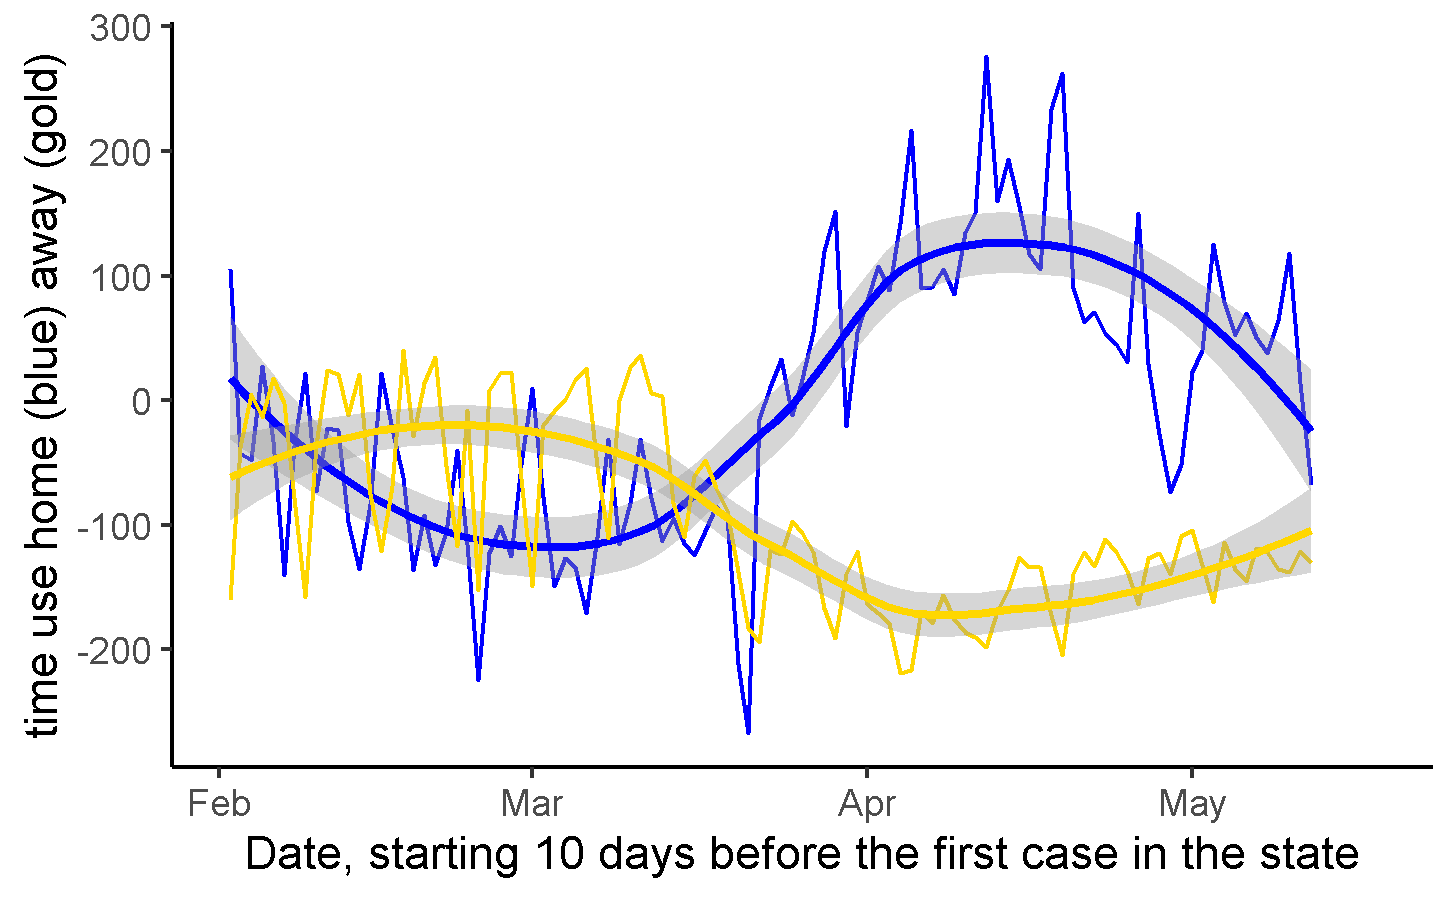 time use home (blue) away (gold)
300
200
100
0
-100
-200
Feb
Mar
Apr
May
Date, starting 10 days before the first case in the state